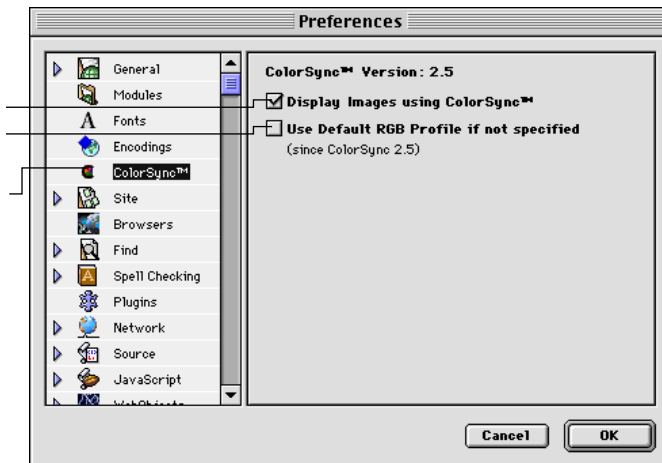 Preferences
General
Modules
Fonts
Encodings
ColorSync™
Site
Browsers
Find
Spell Checking
Plugins
Network
Source
JavaScript
WebObjects
ColorSync™ Version: 2.5
Display Images using ColorSync™
Use Default RGB Profile if not specified
(since ColorSync 2.5)
Cancel
OK